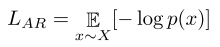 L_{AR} = \mathbb{E}_{x \sim X}[-\log p(x)]